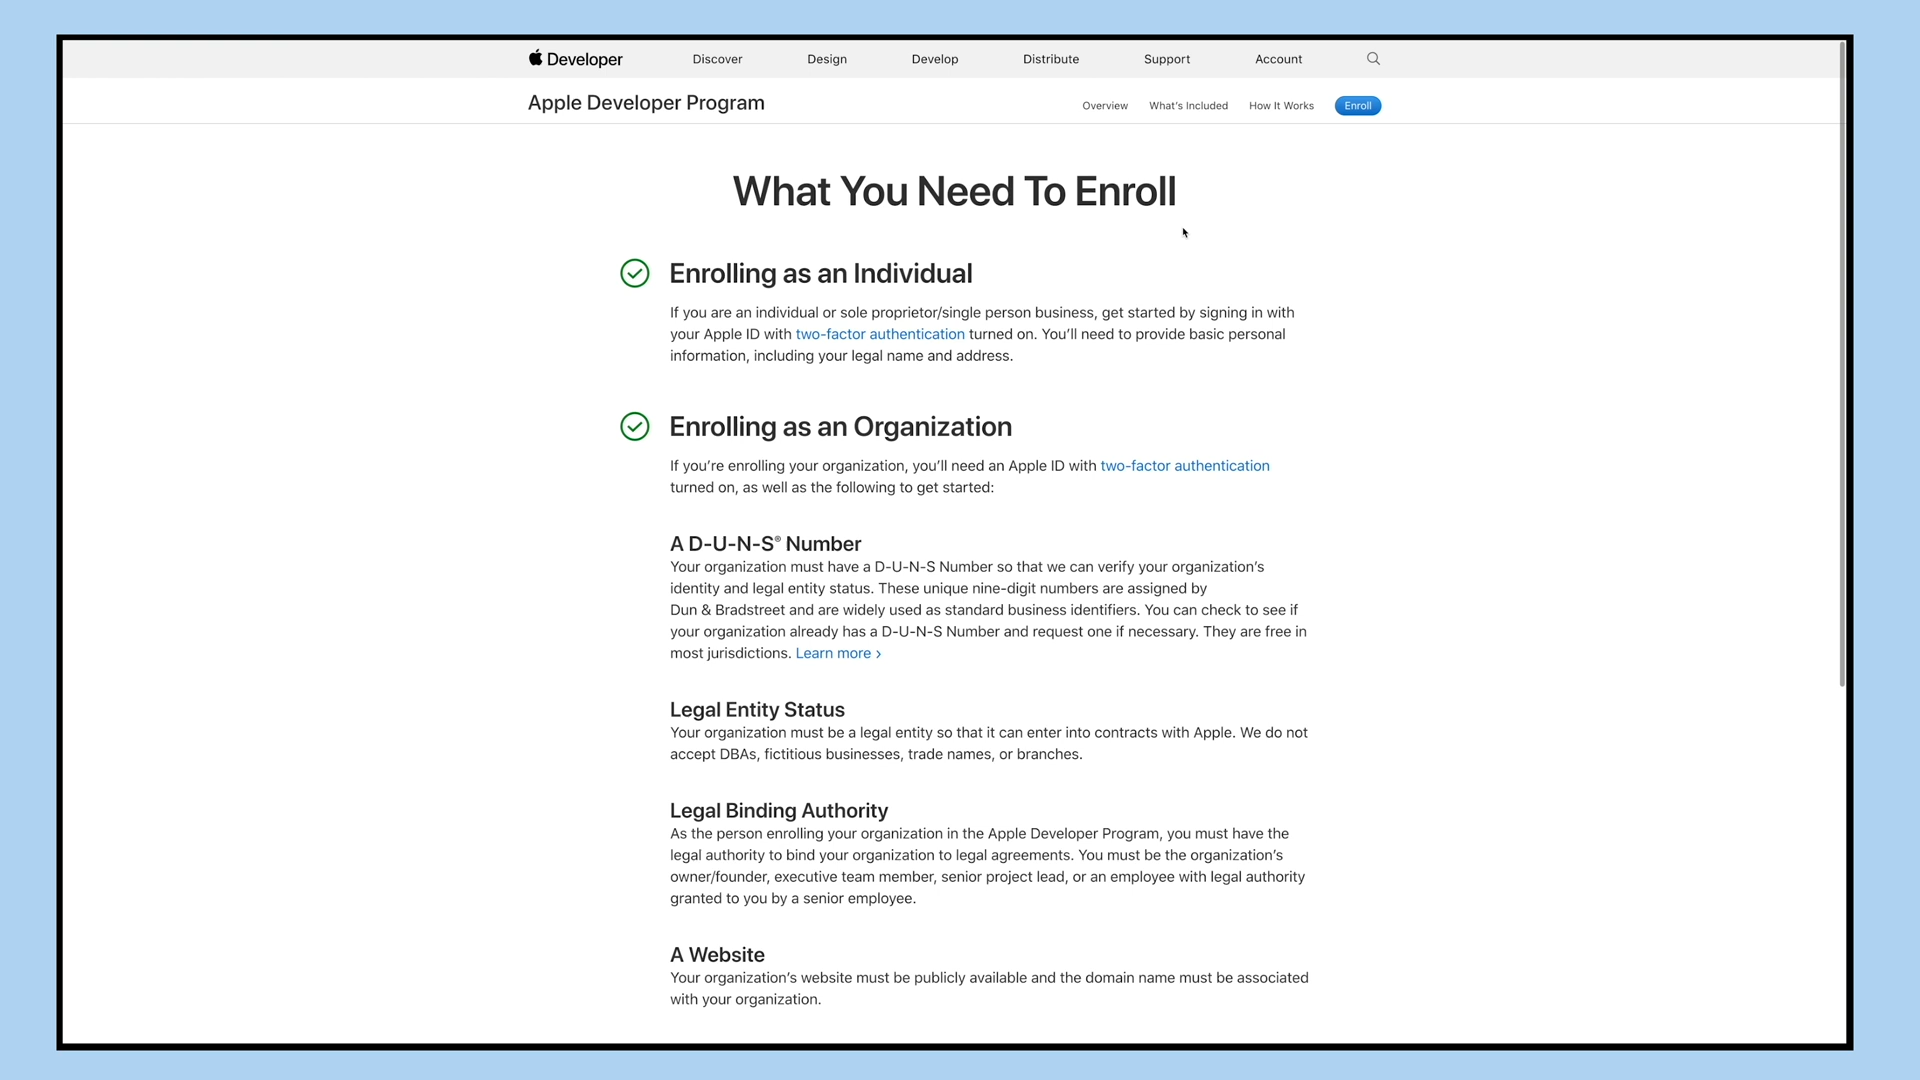 Developer
Discover
Design
Develop
Distribute
Support
Account
Apple Developer Program
Overview
What's Included
How It Works
Enroll
What You Need To Enroll
Enrolling as an Individual
If you are an individual or sole proprietor/single person business, get started by signing in with
your Apple ID with two-factor authentication turned on. You’ll need to provide basic personal
information, including your legal name and address.
Enrolling as an Organization
If you’re enrolling your organization, you’ll need an Apple ID with two-factor authentication
turned on, as well as the following to get started:
A D-U-N-S® Number
Your organization must have a D-U-N-S Number so that we can verify your organization’s
identity and legal entity status. These unique nine-digit numbers are assigned by
Dun & Bradstreet and are widely used as standard business identifiers. You can check to see if
your organization already has a D-U-N-S Number and request one if necessary. They are free in
most jurisdictions. Learn more ›
Legal Entity Status
Your organization must be a legal entity so that it can enter into contracts with Apple. We do not
accept DBAs, fictitious businesses, trade names, or branches.
Legal Binding Authority
As the person enrolling your organization in the Apple Developer Program, you must have the
legal authority to bind your organization to legal agreements. You must be the organization’s
owner/founder, executive team member, senior project lead, or an employee with legal authority
granted to you by a senior employee.
A Website
Your organization’s website must be publicly available and the domain name must be associated
with your organization.